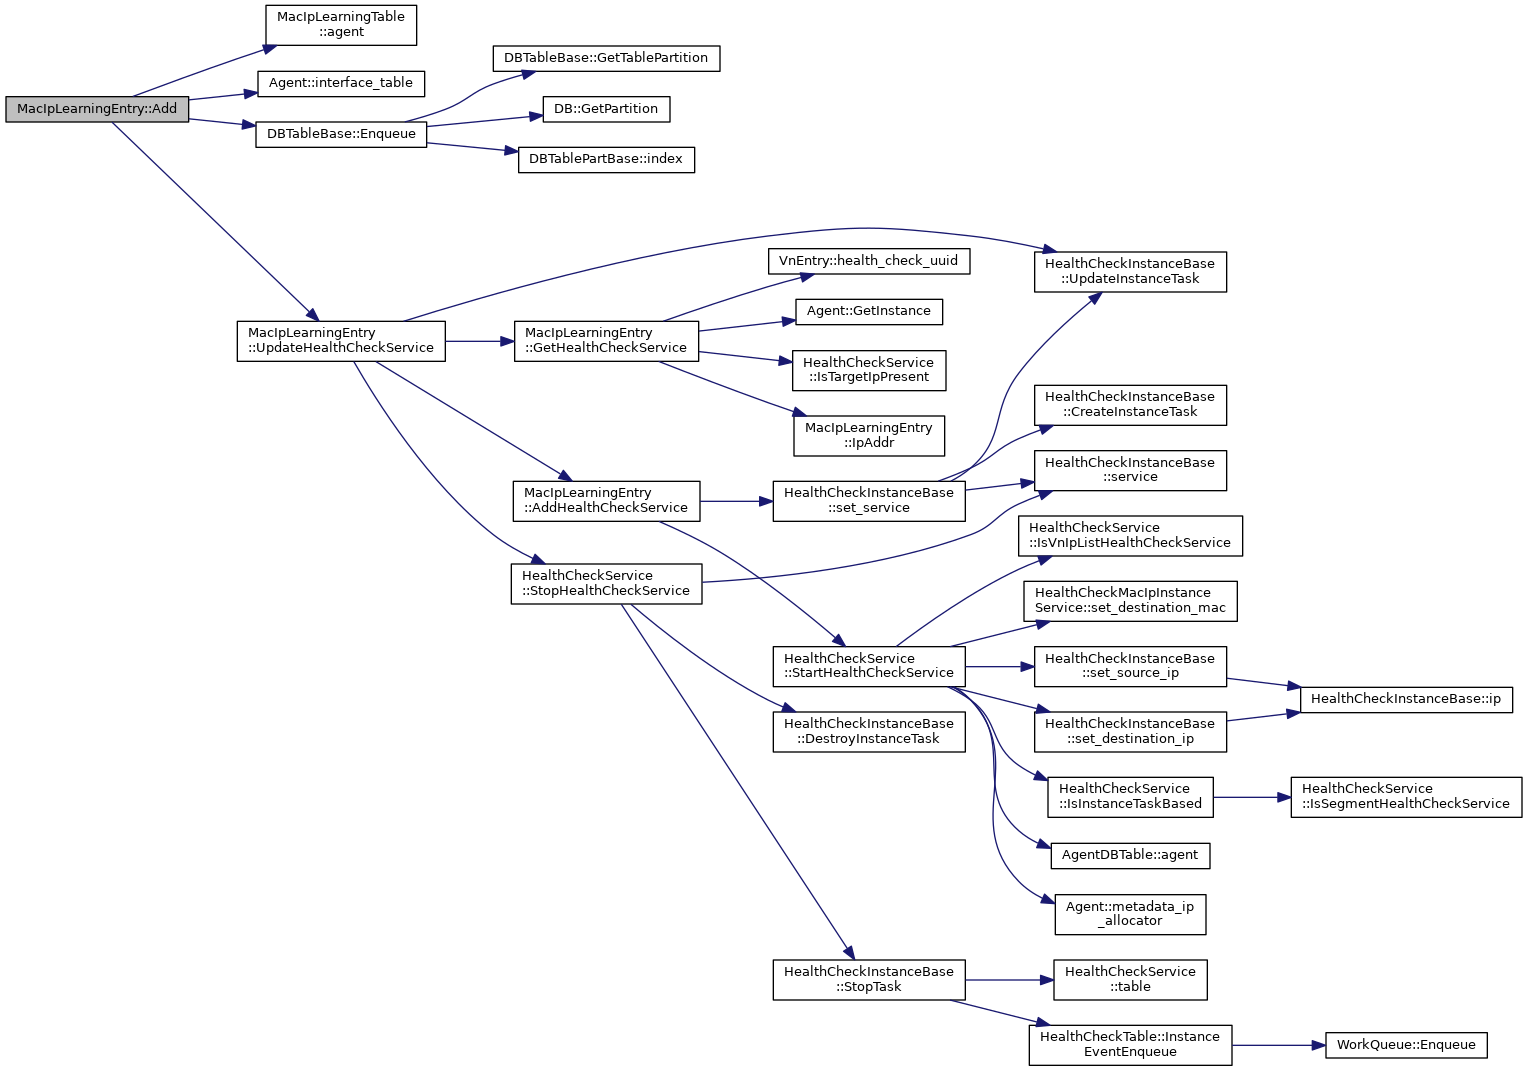 MacIpLearningTable
::agent
DBTableBase::GetTablePartition
Agent::interface_table
MacIpLearningEntry::Add
DB::GetPartition
DBTableBase::Enqueue
DBTablePartBase::index
VnEntry::health_check_uuid
HealthCheckInstanceBase
::UpdateInstanceTask
Agent::GetInstance
MacIpLearningEntry
::UpdateHealthCheckService
MacIpLearningEntry
::GetHealthCheckService
HealthCheckService
::IsTargetIpPresent
HealthCheckInstanceBase
::CreateInstanceTask
MacIpLearningEntry
::IpAddr
HealthCheckInstanceBase
::service
MacIpLearningEntry
::AddHealthCheckService
HealthCheckInstanceBase
::set_service
HealthCheckService
::IsVnIpListHealthCheckService
HealthCheckService
::StopHealthCheckService
HealthCheckMacIpInstance
Service::set_destination_mac
HealthCheckService
::StartHealthCheckService
HealthCheckInstanceBase
::set_source_ip
HealthCheckInstanceBase::ip
HealthCheckInstanceBase
::DestroyInstanceTask
HealthCheckInstanceBase
::set_destination_ip
HealthCheckService
::IsInstanceTaskBased
HealthCheckService
::IsSegmentHealthCheckService
AgentDBTable::agent
Agent::metadata_ip
_allocator
HealthCheckInstanceBase
::StopTask
HealthCheckService
::table
HealthCheckTable::Instance
EventEnqueue
WorkQueue::Enqueue